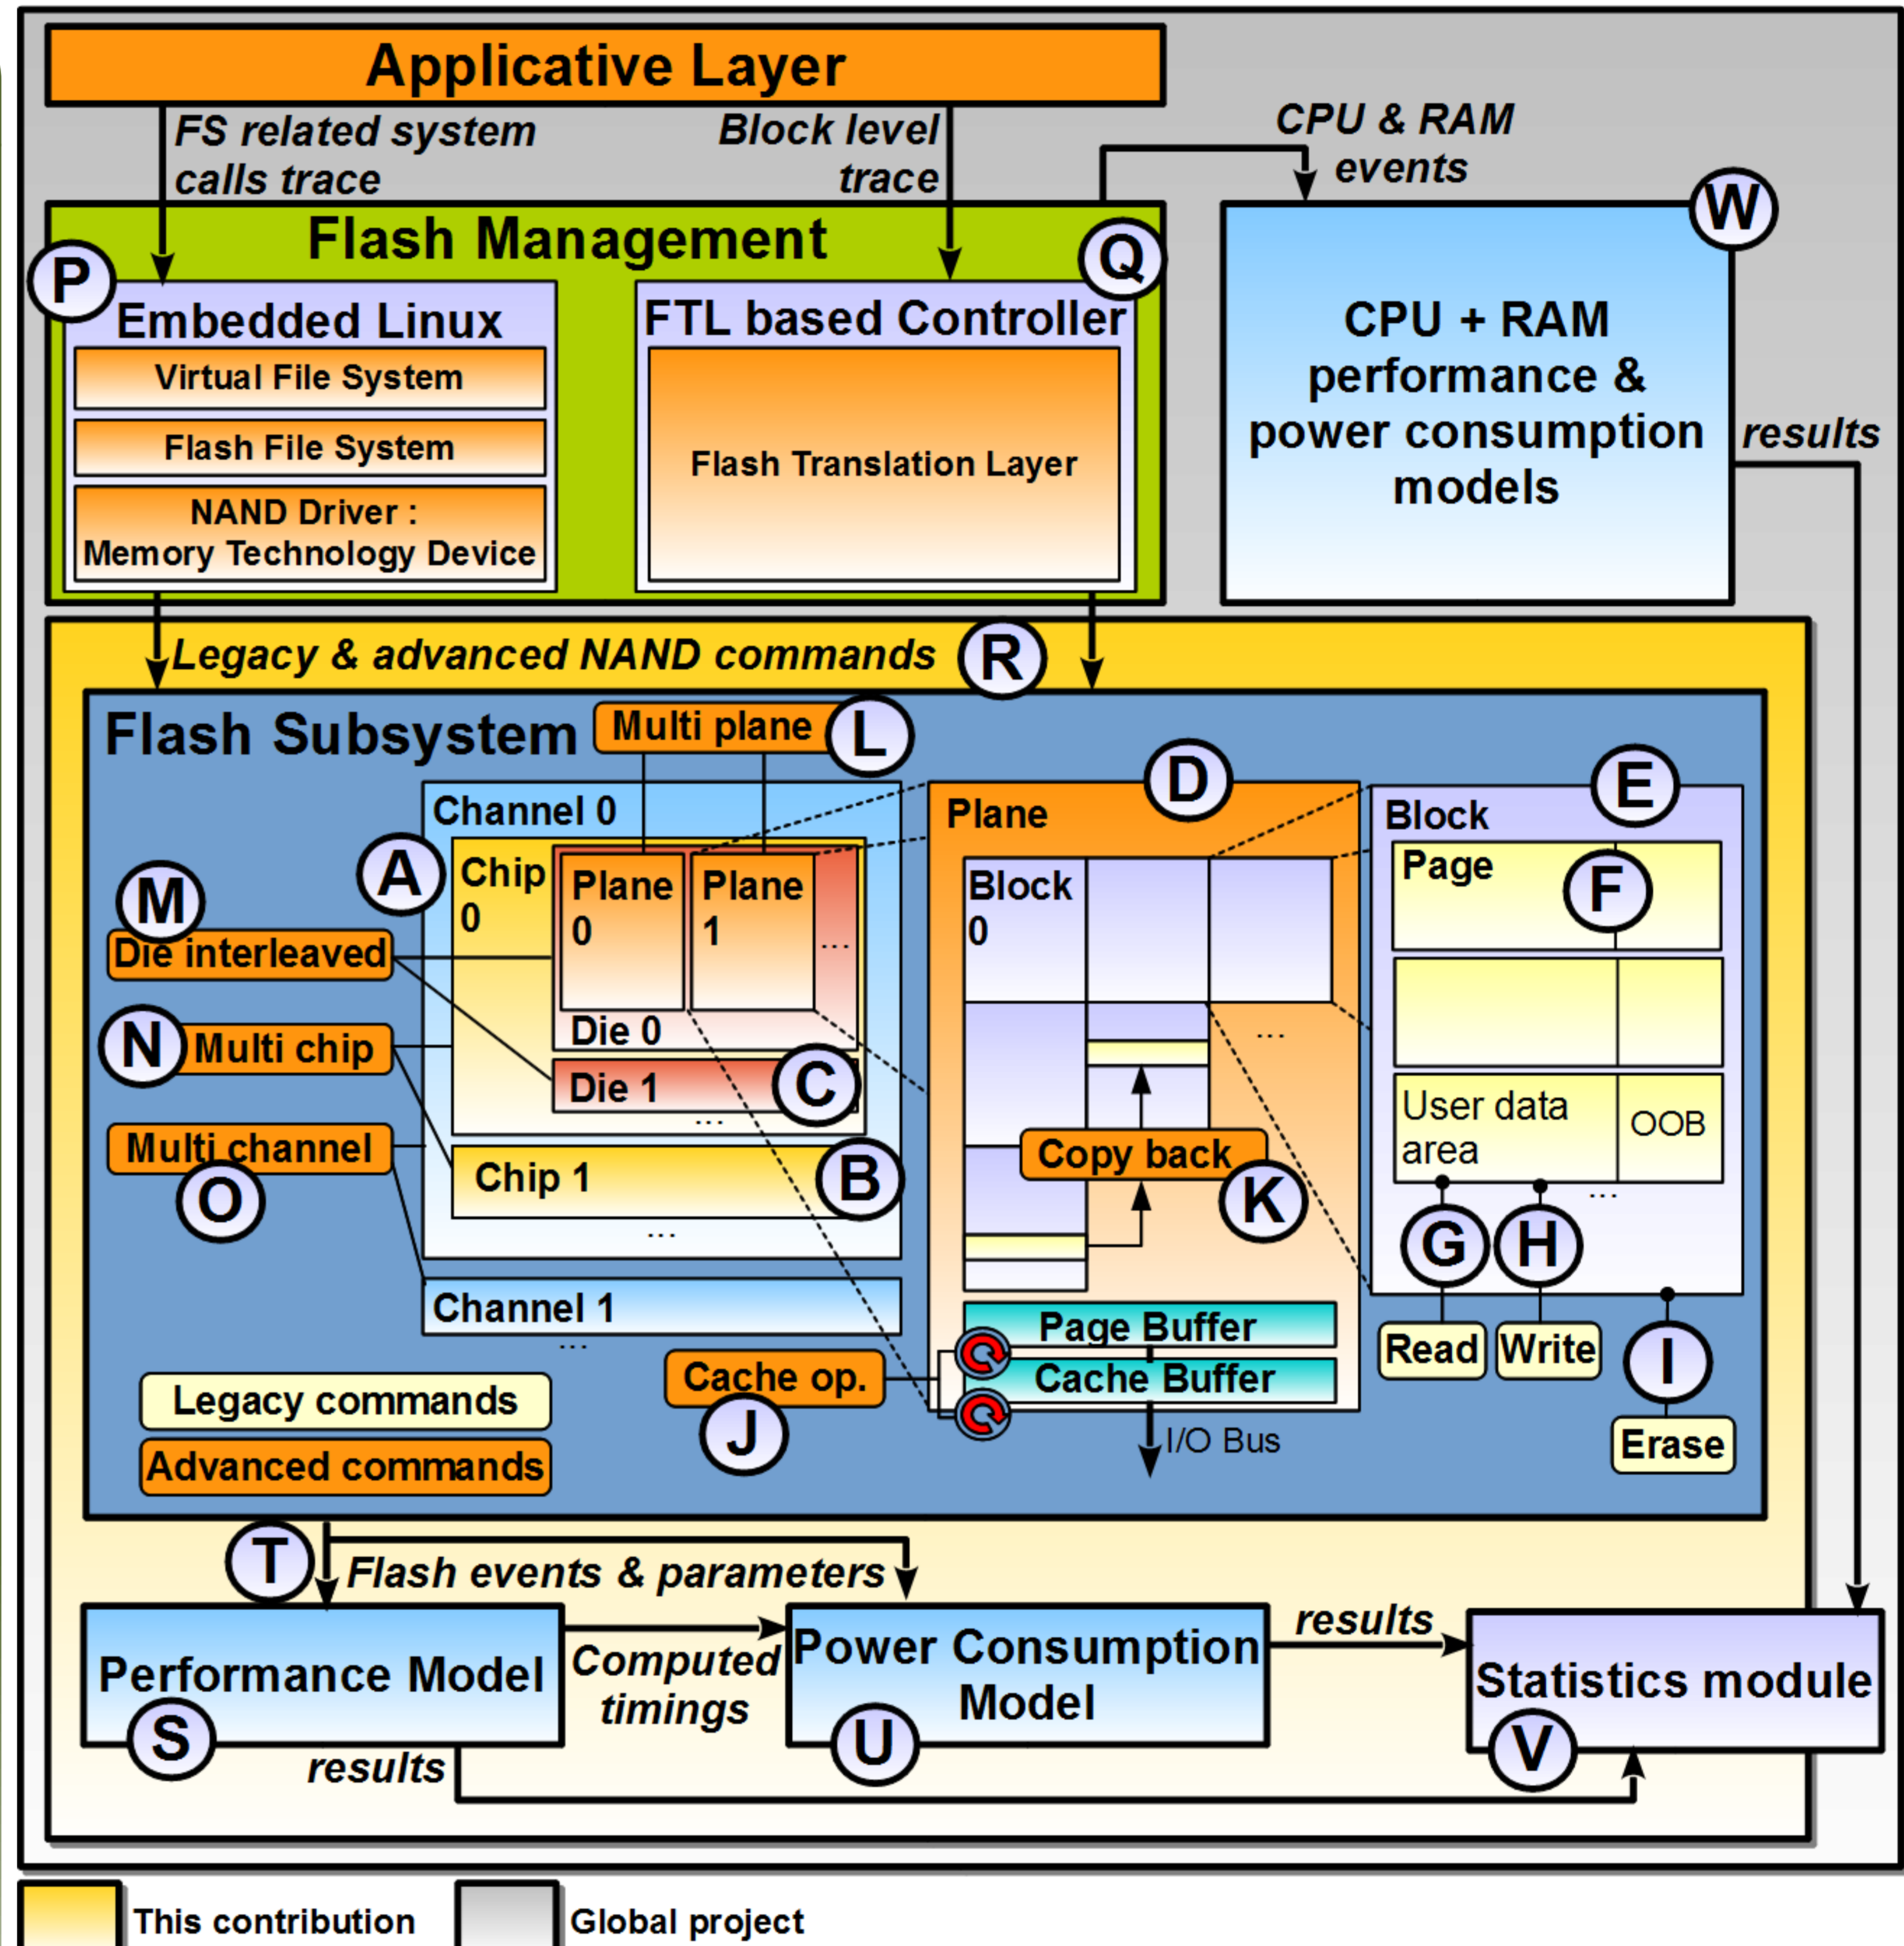 Applicative Layer
FS related system
calls trace
Block level
trace
CPU & RAM
events
W
Flash Management
P
Q
Embedded Linux
Virtual File System
Flash File System
NAND Driver :
Memory Technology Device
FTL based Controller
Flash Translation Layer
CPU + RAM
performance &
power consumption
models
results
Legacy & advanced NAND commands
R
Flash Subsystem
Multi plane
L
Channel 0
A
Chip
0
Plane
0
Plane
1
...
Die 0
Die 1
C
...
Chip 1
B
...
Channel 1
...
M
Die interleaved
N
Multi chip
Multi channel
O
D
Plane
Block
0
...
Copy back
K
Page Buffer
Cache Buffer
I/O Bus
Cache op.
J
E
Block
Page
F
User data
area
OOB
...
G
H
Read
Write
I
Erase
Legacy commands
Advanced commands
T
Flash events & parameters
Performance Model
S
Computed
timings
Power Consumption
Model
U
results
Statistics module
V
results
This contribution
Global project